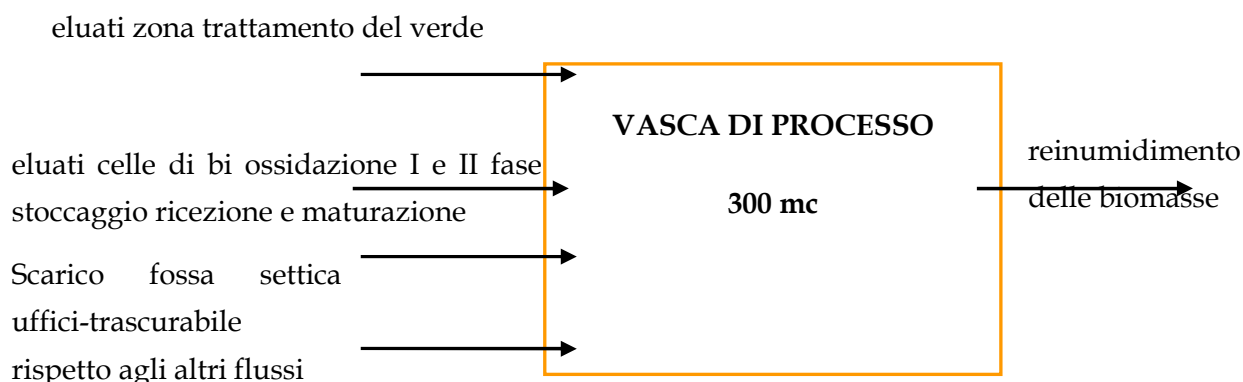 eluati zona trattamento del verde
VASCA DI PROCESSO
300 mc
eluati celle di bi ossidazione I e II fase
stoccaggio ricezione e maturazione
Scarico fossa settica
uffici-trascurabile
rispetto agli altri flussi
reinumidimento
delle biomasse